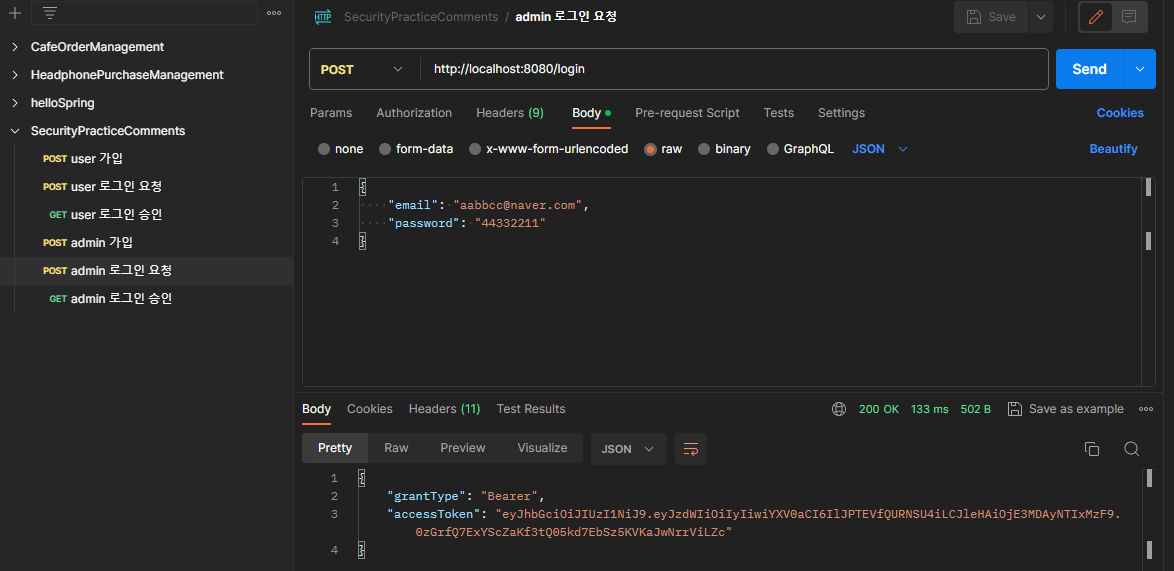 SecurityPracticeComments / admin 로그인 요청
Save
CafeOrderManagement
HeadphonePurchaseManagement
helloSpring
SecurityPracticeComments
POST user 가입
POST user 로그인 요청
GET user 로그인 승인
POST admin 가입
POST admin 로그인 요청
GET admin 로그인 승인
POST http://localhost:8080/login Send
Params Authorization Headers (9) Body Pre-request Script Tests Settings Cookies
none form-data x-www-form-urlencoded raw binary GraphQL JSON Beautify
1 {
2 "email": "aabbcc@naver.com",
3 "password": "44332211"
4 }
Body Cookies Headers (11) Test Results 200 OK 133 ms 502 B Save as example
Pretty Raw Preview Visualize JSON
1 {
2 "grantType": "Bearer",
3 "accessToken": "eyJhbGciOiJIUzI1NiJ9.eyJzdWIiOiIyIiwiYXV0aCI6IlJPTEVfQURNSU4iLCJleHAiOjE3MDAyNTIxMzF9.
0zGrfQ7ExYScZaKf3tQ05kd7EbSz5KVKaJwNrrViLZc"
4 }